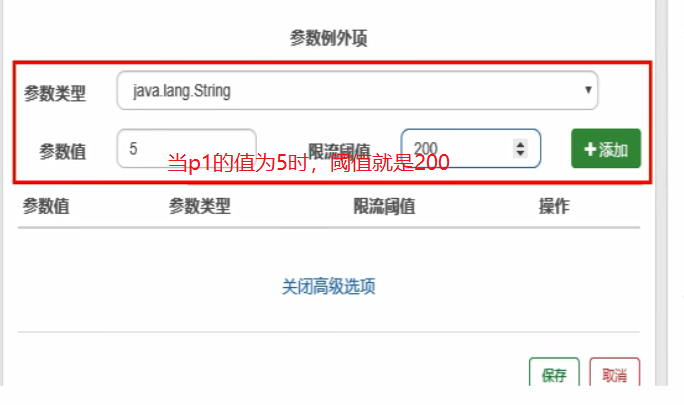 参数例外项
参数类型 java.lang.String
参数值 5 限流阈值 200 添加
当p1的值为5时，阈值就是200
参数值 参数类型 限流阈值 操作
关闭高级选项
保存 取消